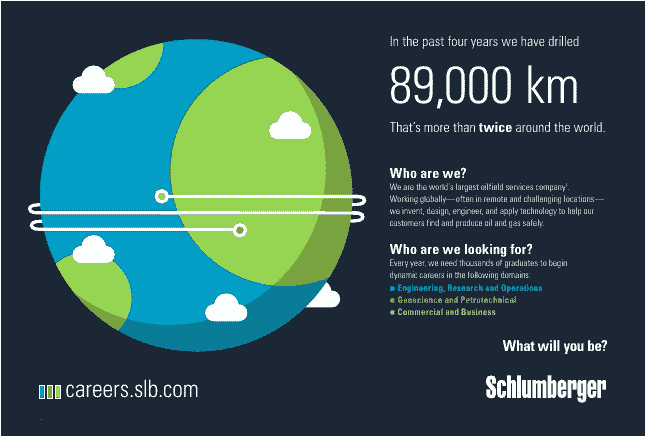 In the past four years we have drilled
89,000 km
That's more than twice around the world.
Who are we?
We are the world's largest oilfield services company¹.
Working globally—often in remote and challenging locations—
we invent, design, engineer, and apply technology to help our
customers find and produce oil and gas safely.
Who are we looking for?
Every year, we need thousands of graduates to begin
dynamic careers in the following domains:
■ Engineering, Research and Operations
■ Geoscience and Petrotechnical
■ Commercial and Business
What will you be?
careers.slb.com
Schlumberger